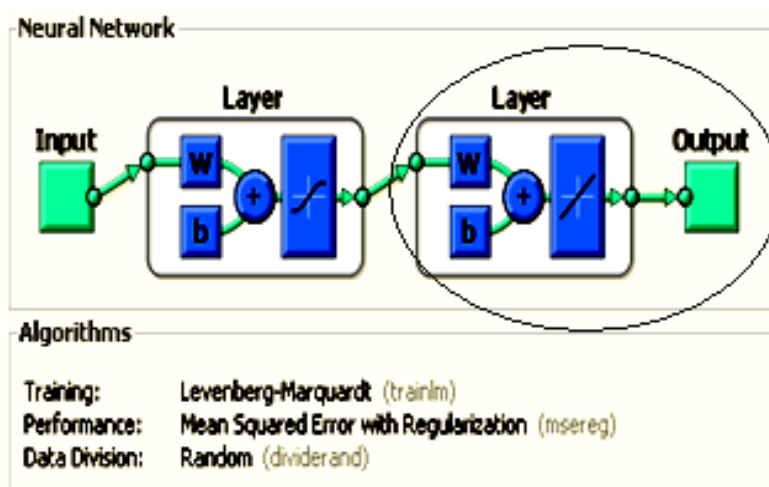 Neural Network
Layer Layer
Input Output
W W
+ +
b b
Algorithms
Training: Levenberg-Marquardt (trainlm)
Performance: Mean Squared Error with Regularization (msereg)
Data Division: Random (dividerand)